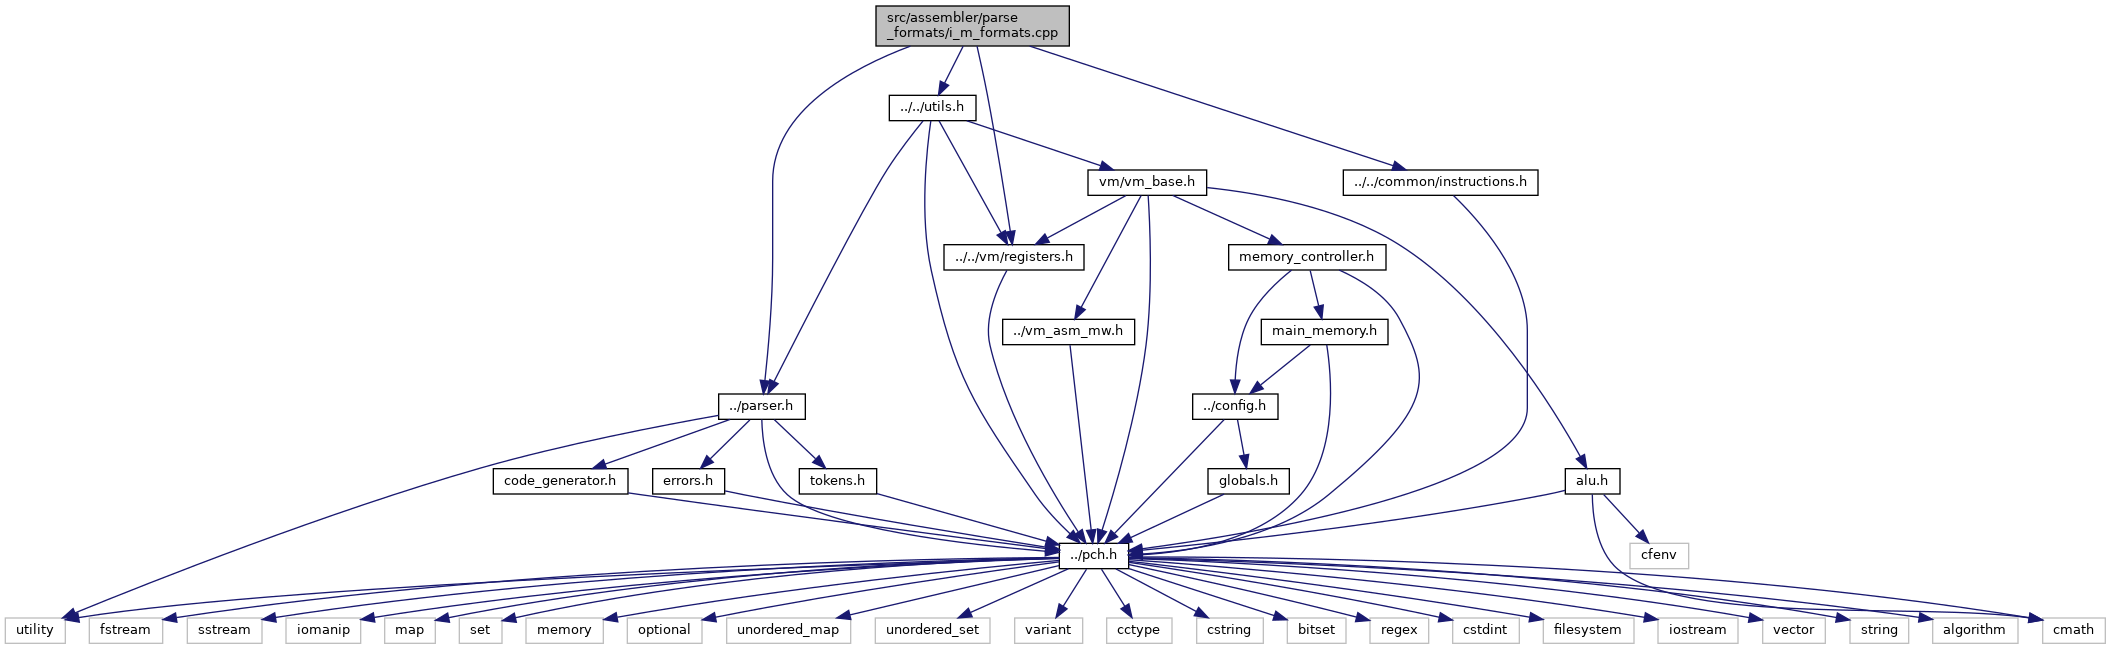 src/assembler/parse
_formats/i_m_formats.cpp
../../utils.h
vm/vm_base.h
../../common/instructions.h
../../vm/registers.h
memory_controller.h
../vm_asm_mw.h
main_memory.h
../parser.h
../config.h
code_generator.h
errors.h
tokens.h
globals.h
alu.h
../pch.h
cfenv
utility
fstream
sstream
iomanip
map
set
memory
optional
unordered_map
unordered_set
variant
cctype
cstring
bitset
regex
cstdint
filesystem
iostream
vector
string
algorithm
cmath